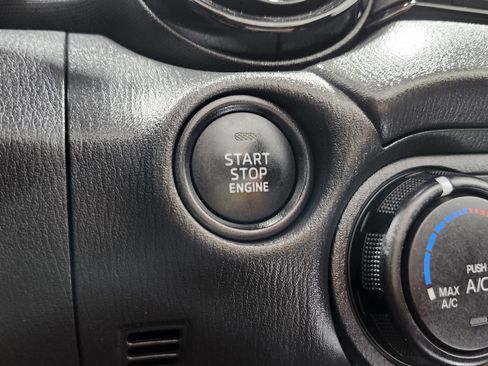 START
STOP
ENGINE
PUSH
A/C
MAX
A/C